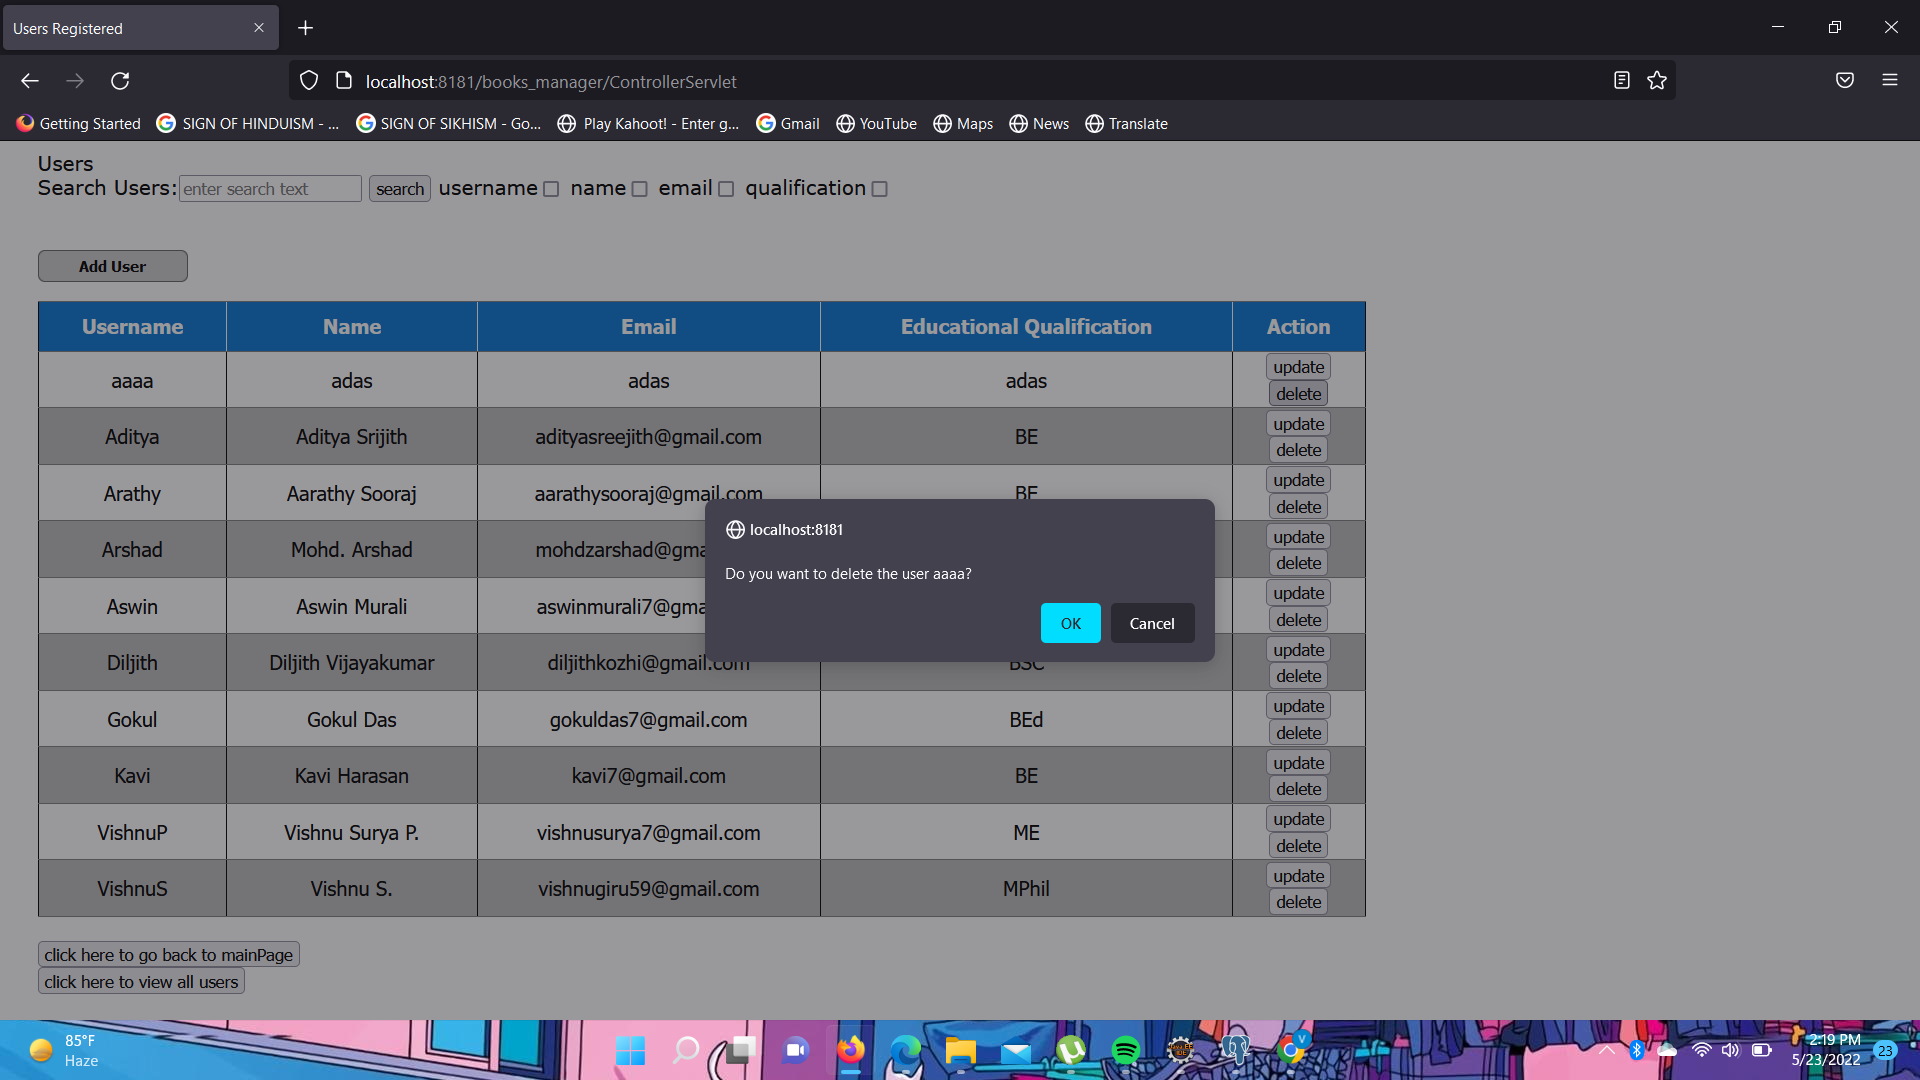 Users Registered
localhost:8181/books_manager/ControllerServlet
Getting Started SIGN OF HINDUISM - ... SIGN OF SIKHISM - Go... Play Kahoot! - Enter g... Gmail YouTube Maps News Translate
Users
Search Users: enter search text search username name email qualification
Add User
Username Name Email Educational Qualification Action
aaaa adas adas adas update
delete
Aditya Aditya Srijith adityasreejith@gmail.com BE update
delete
Arathy Aarathy Sooraj aarathysooraj@gmail.com BE update
delete
Arshad Mohd. Arshad mohdzarshad@gma update
delete
Aswin Aswin Murali aswinmurali7@gma update
delete
Diljith Diljith Vijayakumar diljithkozhi@gmail.com BSC update
delete
Gokul Gokul Das gokuldas7@gmail.com BEd update
delete
Kavi Kavi Harasan kavi7@gmail.com BE update
delete
VishnuP Vishnu Surya P. vishnusurya7@gmail.com ME update
delete
VishnuS Vishnu S. vishnugiru59@gmail.com MPhil update
delete
localhost:8181
Do you want to delete the user aaaa?
OK Cancel
click here to go back to mainPage
click here to view all users
85°F
Haze
2:19 PM
5/23/2022
23